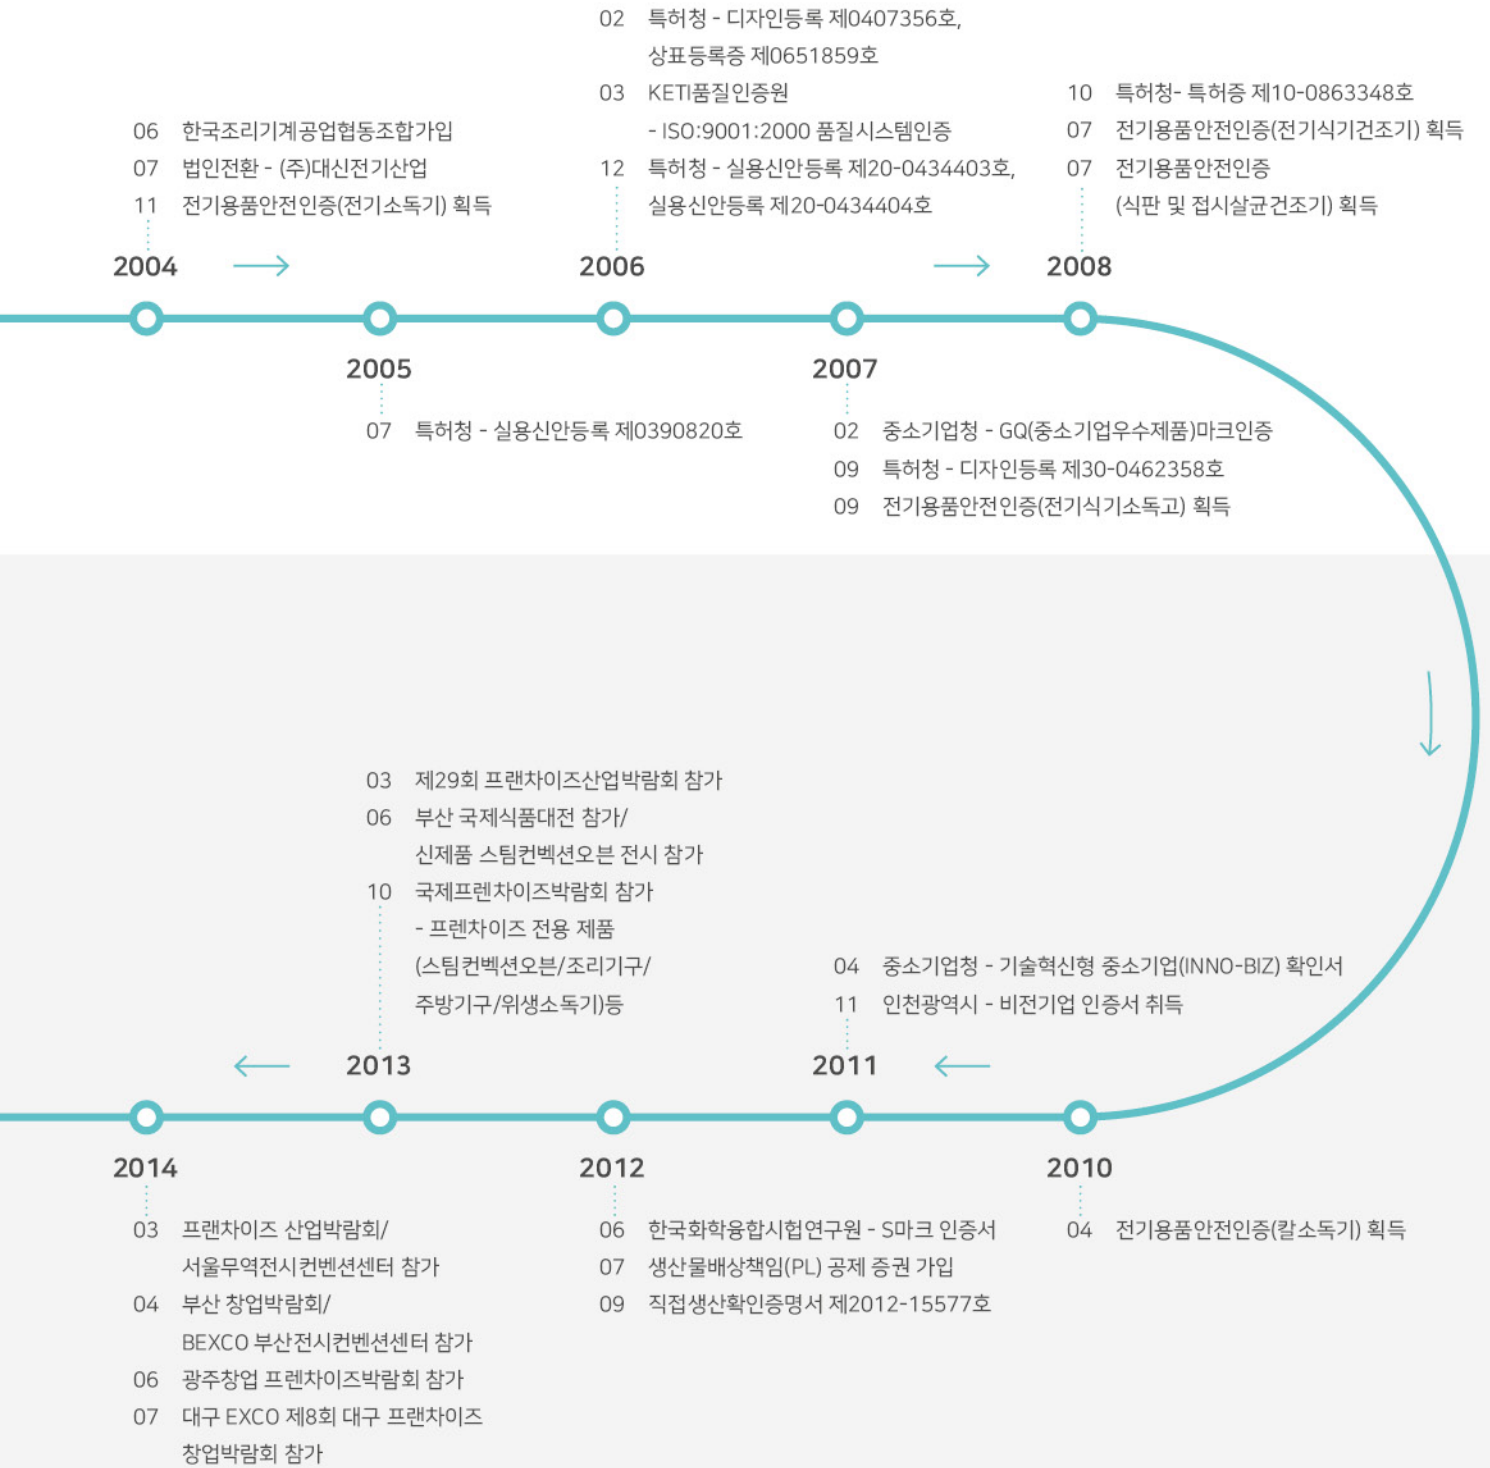 06 한국조리기계공업협동조합가입
07 법인전환 - (주)대신전기산업
11 전기용품안전인증(전기소독기) 획득
2004
2005
07 특허청 - 실용신안등록 제0390820호
02 특허청 - 디자인등록 제0407356호,
상표등록증 제0651859호
03 KETI품질인증원
- ISO:9001:2000 품질시스템인증
12 특허청 - 실용신안등록 제20-0434403호,
실용신안등록 제20-0434404호
2006
2007
02 중소기업청 - GQ(중소기업우수제품)마크인증
09 특허청 - 디자인등록 제30-0462358호
09 전기용품안전인증(전기식기소독고) 획득
10 특허청- 특허증 제10-0863348호
07 전기용품안전인증(전기식기건조기) 획득
07 전기용품안전인증
(식판 및 접시살균건조기) 획득
2008
2010
04 전기용품안전인증(칼소독기) 획득
04 중소기업청 - 기술혁신형 중소기업(INNO-BIZ) 확인서
11 인천광역시 - 비전기업 인증서 취득
2011
2012
06 한국화학융합시험연구원 - S마크 인증서
07 생산물배상책임(PL) 공제 증권 가입
09 직접생산확인증명서 제2012-15577호
03 제29회 프랜차이즈산업박람회 참가
06 부산 국제식품대전 참가/
신제품 스팀컨벡션오븐 전시 참가
10 국제프렌차이즈박람회 참가
- 프렌차이즈 전용 제품
(스팀컨벡션오븐/조리기구/
주방기구/위생소독기)등
2013
2014
03 프랜차이즈 산업박람회/
서울무역전시컨벤션센터 참가
04 부산 창업박람회/
BEXCO 부산전시컨벤션센터 참가
06 광주창업 프렌차이즈박람회 참가
07 대구 EXCO 제8회 대구 프랜차이즈
창업박람회 참가